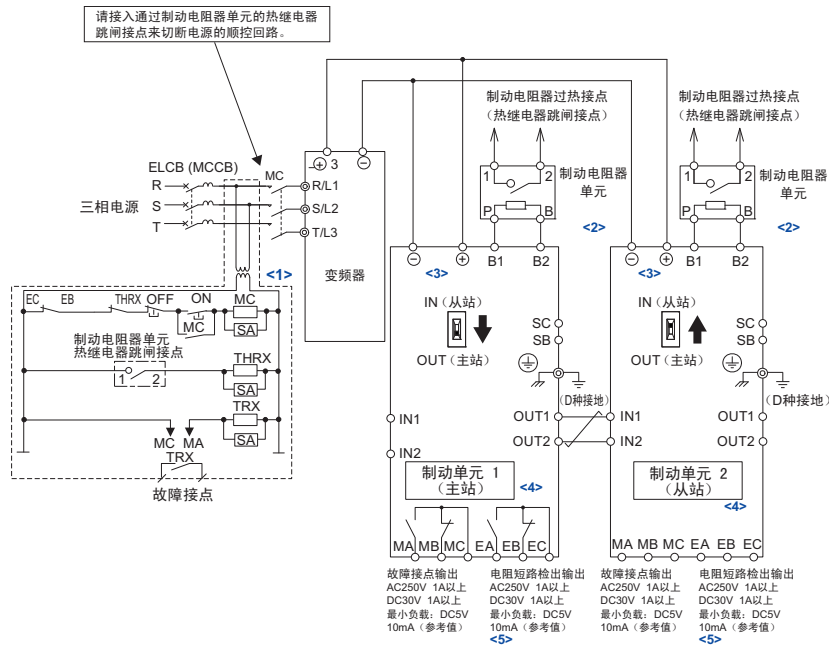 请接入通过制动电阻器单元的热继电器
跳闸接点来切断电源的顺控回路。
制动电阻器过热接点
（热继电器跳闸接点）
制动电阻器过热接点
（热继电器跳闸接点）
ELCB (MCCB)
MC
R
S
T
三相电源
⊕ 3
⊖
R/L1
S/L2
T/L3
变频器
1
2
P
B
制动电阻器
单元
<2>
1
2
P
B
制动电阻器
单元
<2>
<1>
EC
EB
THRX
OFF
ON
MC
MC
SA
制动电阻器单元
热继电器跳闸接点
1
2
THRX
SA
TRX
SA
MC
MA
TRX
故障接点
⊖
<3>
⊕
B1
B2
IN（从站）
OUT（主站）
SC
SB
（D种接地）
IN1
IN2
OUT1
OUT2
制动单元 1
（主站）
<4>
MA
MB
MC
EA
EB
EC
故障接点输出
AC250V 1A以上
DC30V 1A以上
最小负载：DC5V
10mA（参考值）
电阻短路检出输出
AC250V 1A以上
DC30V 1A以上
最小负载：DC5V
10mA（参考值）
<5>
⊖
<3>
⊕
B1
B2
IN（从站）
OUT（主站）
SC
SB
（D种接地）
IN1
IN2
OUT1
OUT2
制动单元 2
（从站）
<4>
MA
MB
MC
EA
EB
EC
故障接点输出
AC250V 1A以上
DC30V 1A以上
最小负载：DC5V
10mA（参考值）
电阻短路检出输出
AC250V 1A以上
DC30V 1A以上
最小负载：DC5V
10mA（参考值）
<5>